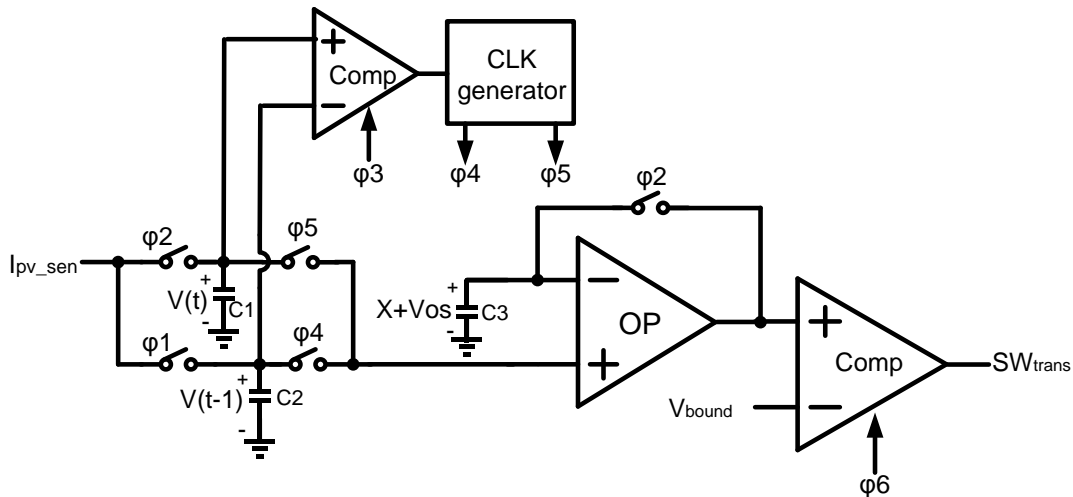 +
Comp
−
CLK
generator
φ3
φ4
φ5
φ2
φ2
φ5
Ipv_sen
+
V(t)
C1
-
φ1
φ4
+
V(t-1)
C2
-
+
X+Vos
C3
-
−
OP
+
+
Comp
−
SWtrans
Vbound
φ6